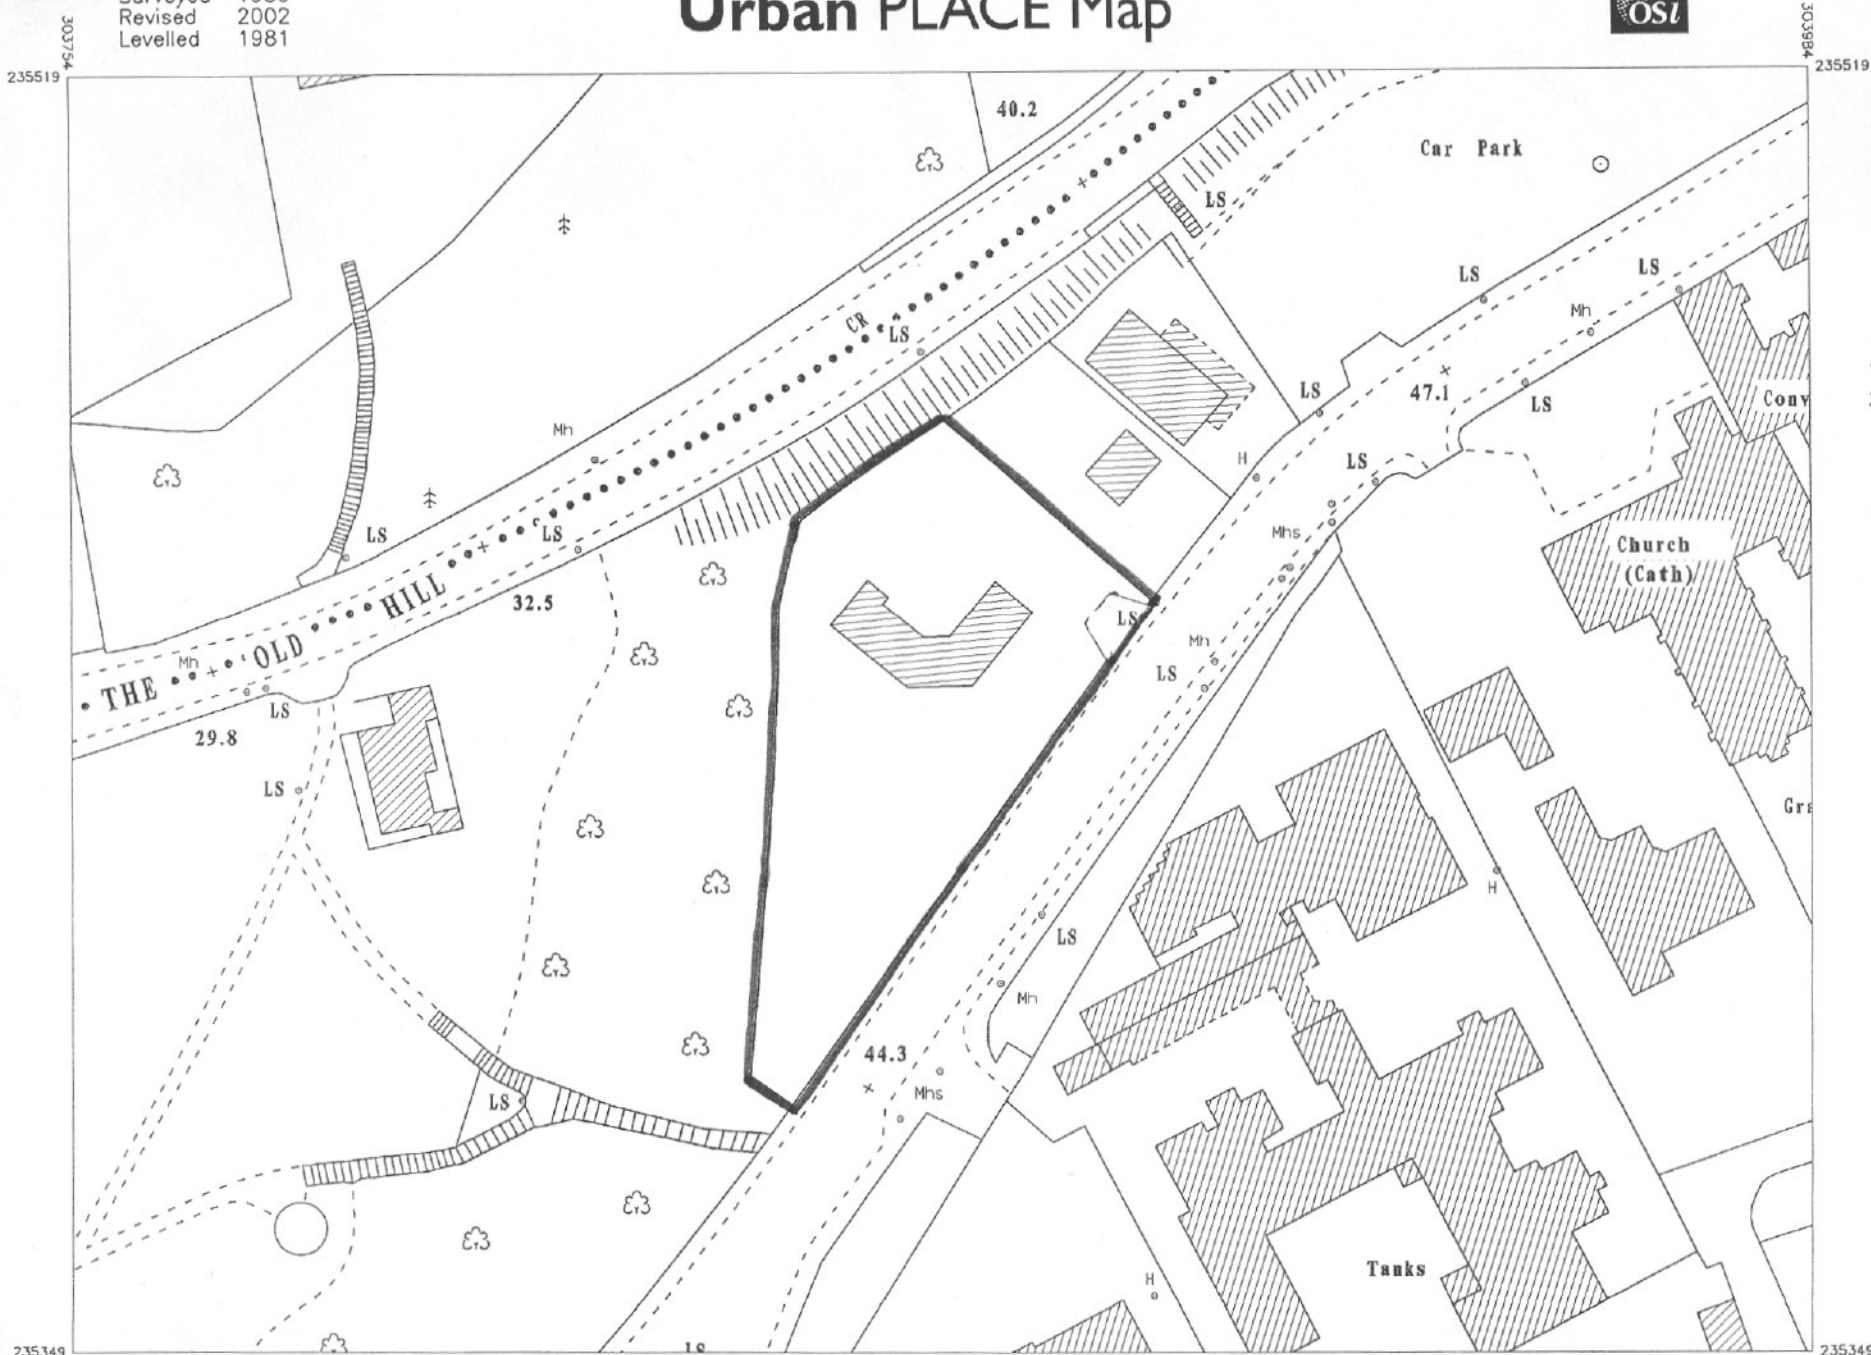 Revised 2002
Levelled 1981
Urban PLACE Map
OSi
303754
303984
235519
235519
40.2
Car Park
LS
LS
LS
Mh
CR
LS
47.1
LS
LS
Conv
Mh
H
LS
Mhs
LS
LS
Church
(Cath)
32.5
THE OLD HILL
Mh
LS
Mh
LS
LS
29.8
LS
Gra
H
LS
Mh
44.3
Mhs
LS
Tanks
H
LS
235349
235349